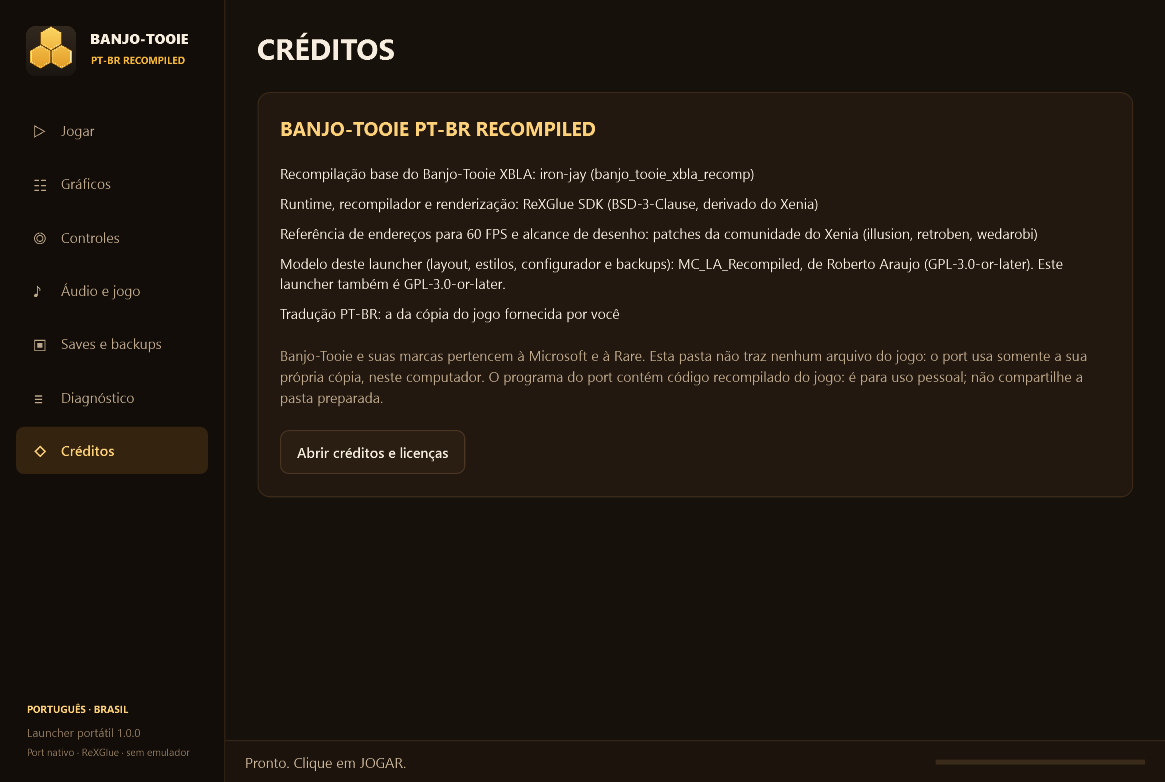 BANJO-TOOIE
PT-BR RECOMPILED
Jogar
Gráficos
Controles
Áudio e jogo
Saves e backups
Diagnóstico
Créditos
PORTUGUÊS · BRASIL
Launcher portátil 1.0.0
Port nativo · ReXGlue · sem emulador
CRÉDITOS
BANJO-TOOIE PT-BR RECOMPILED
Recompilação base do Banjo-Tooie XBLA: iron-jay (banjo_tooie_xbla_recomp)
Runtime, recompilador e renderização: ReXGlue SDK (BSD-3-Clause, derivado do Xenia)
Referência de endereços para 60 FPS e alcance de desenho: patches da comunidade do Xenia (illusion, retroben, wedarobi)
Modelo deste launcher (layout, estilos, configurador e backups): MC_LA_Recompiled, de Roberto Araujo (GPL-3.0-or-later). Este
launcher também é GPL-3.0-or-later.
Tradução PT-BR: a da cópia do jogo fornecida por você
Banjo-Tooie e suas marcas pertencem à Microsoft e à Rare. Esta pasta não traz nenhum arquivo do jogo: o port usa somente a sua
própria cópia, neste computador. O programa do port contém código recompilado do jogo: é para uso pessoal; não compartilhe a
pasta preparada.
Abrir créditos e licenças
Pronto. Clique em JOGAR.